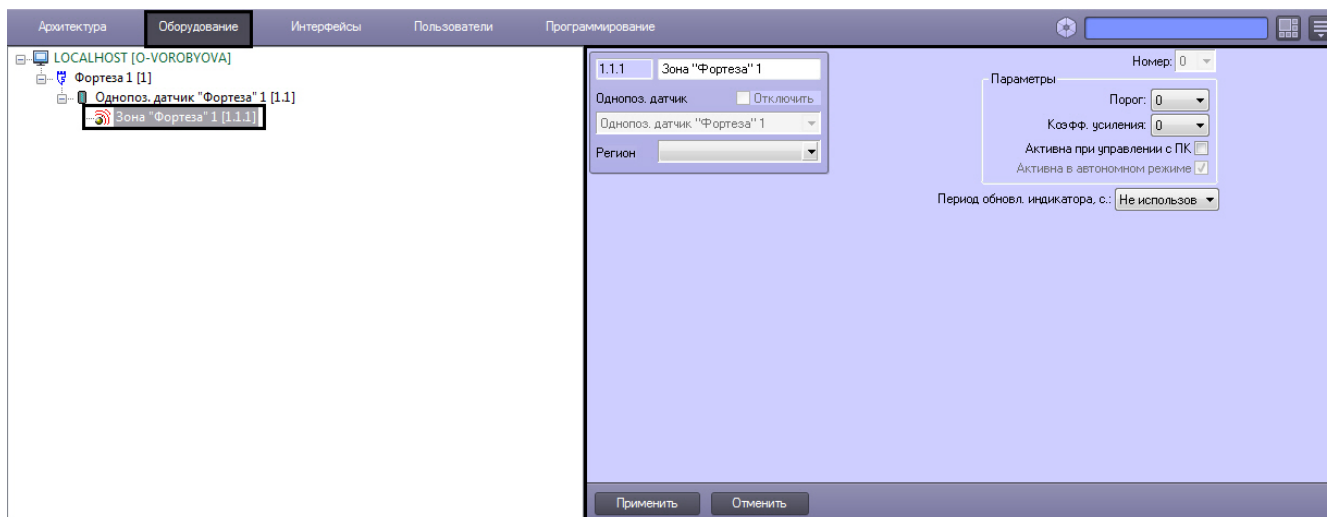 Архитектура Оборудование Интерфейсы Пользователи Программирование
LOCALHOST [O-VOROBYOVA]
Фортеза 1 [1]
Однопоз. датчик "Фортеза" 1 [1.1]
Зона "Фортеза" 1 [1.1.1]
1.1.1 Зона "Фортеза" 1
Однопоз. датчик Отключить
Однопоз. датчик "Фортеза" 1
Регион
Номер: 0
Параметры
Порог: 0
Коэфф. усиления: 0
Активна при управлении с ПК
Активна в автономном режиме
Период обновл. индикатора, с.: Не использов
Применить Отменить